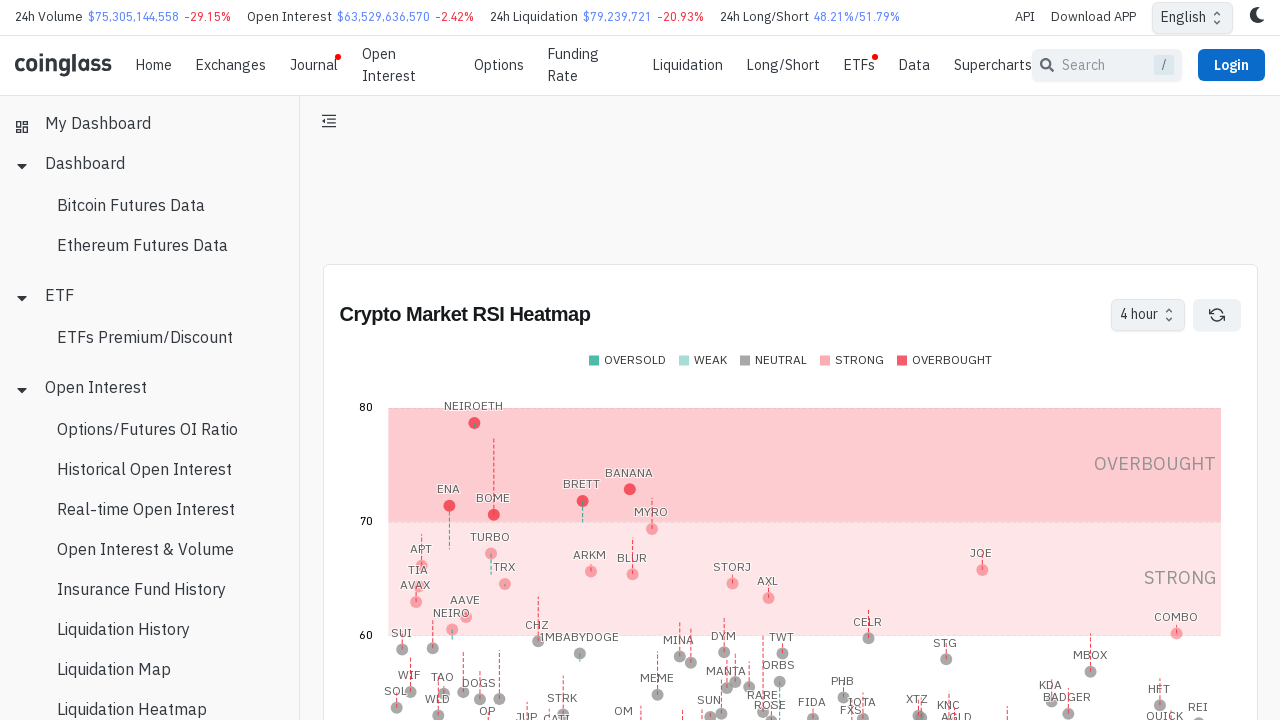 24h Volume $75,305,144,558 -29.15% Open Interest $63,529,636,570 -2.42% 24h Liquidation $79,239,721 -20.93% 24h Long/Short 48.21%/51.79% API Download APP English
coinglass Home Exchanges Journal Open Interest Options Funding Rate Liquidation Long/Short ETFs Data Supercharts Search / Login
My Dashboard
Dashboard
Bitcoin Futures Data
Ethereum Futures Data
ETF
ETFs Premium/Discount
Open Interest
Options/Futures OI Ratio
Historical Open Interest
Real-time Open Interest
Open Interest & Volume
Insurance Fund History
Liquidation History
Liquidation Map
Liquidation Heatmap
Crypto Market RSI Heatmap 4 hour
OVERSOLD WEAK NEUTRAL STRONG OVERBOUGHT
80
NEIROETH
OVERBOUGHT
BANANA
BRETT
ENA
BOME
MYRO
70
TURBO
APT
ARKM
BLUR
JOE
TRX
TIA
STORJ
STRONG
AVAX
AXL
AAVE
NEIRO
COMBO
CELR
CHZ
60
SUI
1MBABYDOGE
MINA
DYM
TWT
STG
MBOX
ORBS
WIF
TAO
MEME
MANTA
DOGS
PHB
KDA
HFT
SOL
WLD
STRK
SUN
RARE
ROSE
FIDA
IOTA
XTZ
KNC
BADGER
REI
OP
JUP
CATI
OM
FXS
AGLD
QUICK